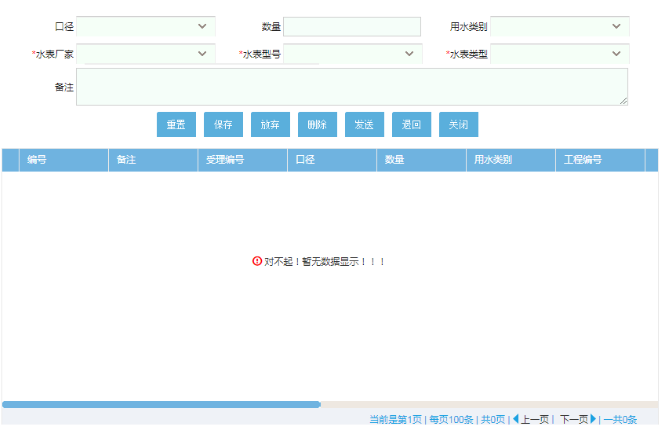 口径 数量 用水类别
*水表厂家 *水表型号 *水表类型
备注
重置 保存 放弃 删除 发送 退回 关闭
编号 备注 受理编号 口径 数量 用水类别 工程编号
对不起！暂无数据显示！！！
当前是第1页 | 每页100条 | 共0页 | 上一页 | 下一页 | 一共0条